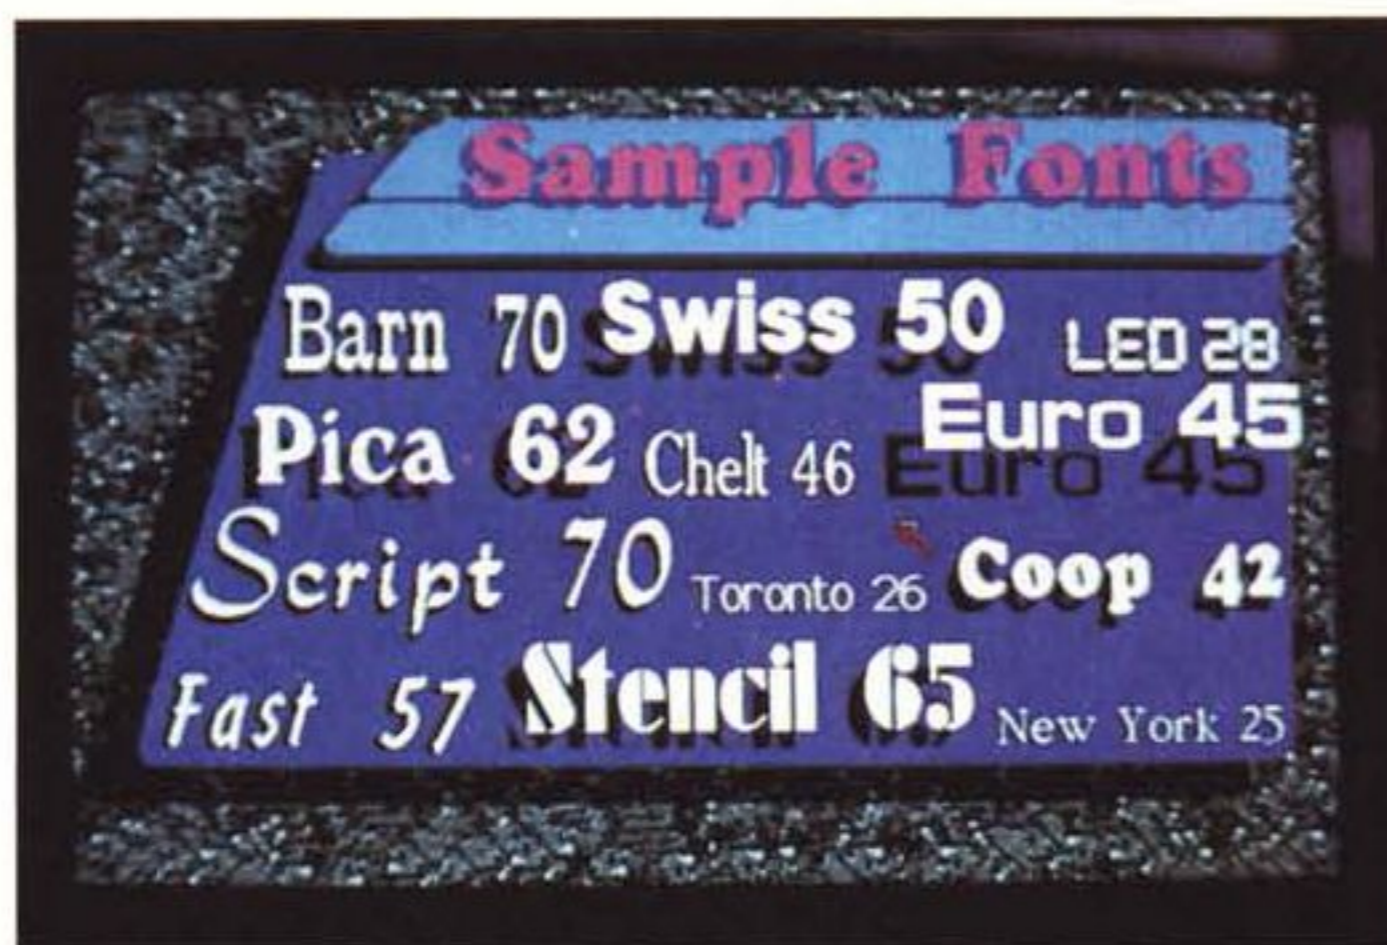 Sample Fonts
Barn 70 Swiss 50 LED 28
Pica 62 Chelt 46 Euro 45
Script 70 Toronto 26 Coop 42
Fast 57 Stencil 65 New York 25